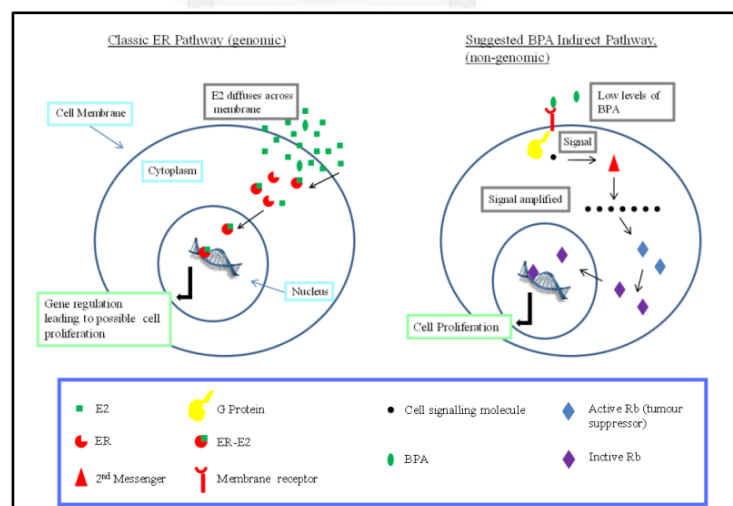 Classic ER Pathway (genomic)
Suggested BPA Indirect Pathway,
(non-genomic)
E2 diffuses across
membrane
Cell Membrane
Cytoplasm
Nucleus
Gene regulation
leading to possible cell
proliferation
Low levels of
BPA
Signal
Signal amplified
Cell Proliferation
E2
G Protein
Cell signalling molecule
Active Rb (tumour
suppressor)
ER
ER-E2
BPA
Inctive Rb
2nd Messenger
Membrane receptor